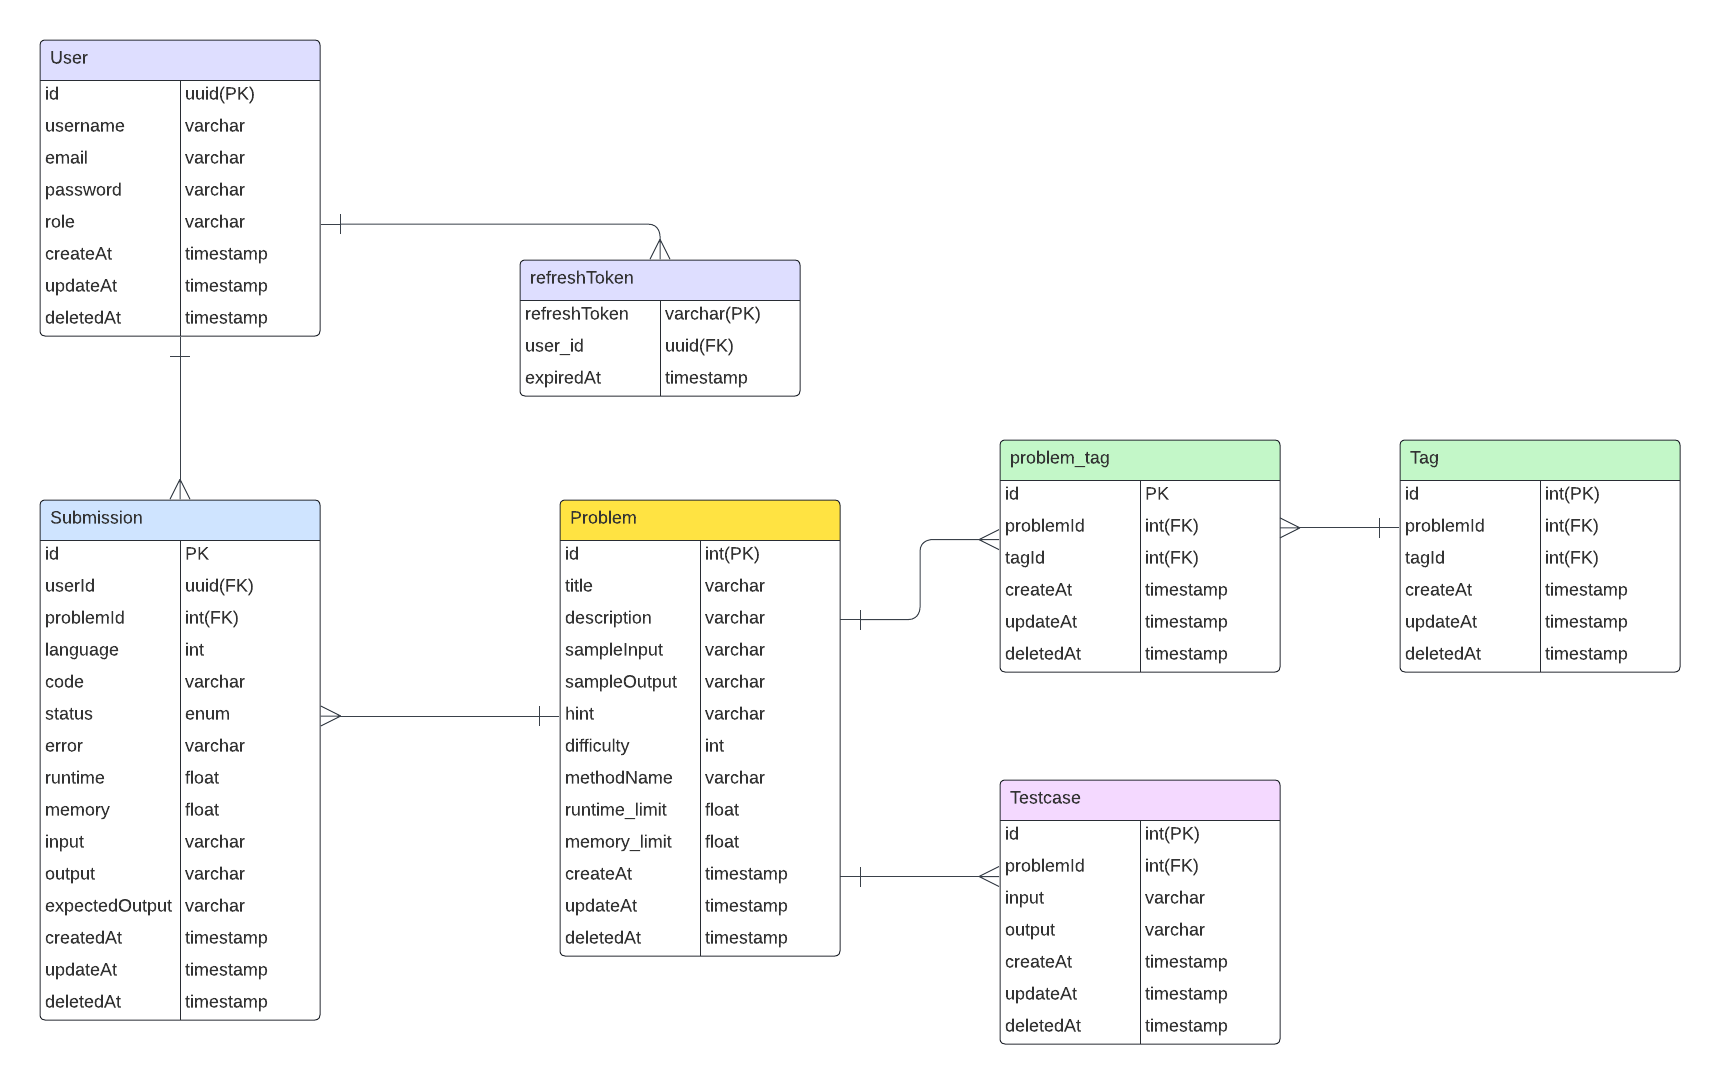 User
id uuid(PK)
username varchar
email varchar
password varchar
role varchar
createAt timestamp
updateAt timestamp
deletedAt timestamp
refreshToken
refreshToken varchar(PK)
user_id uuid(FK)
expiredAt timestamp
Submission
id PK
userId uuid(FK)
problemId int(FK)
language int
code varchar
status enum
error varchar
runtime float
memory float
input varchar
output varchar
expectedOutput varchar
createdAt timestamp
updateAt timestamp
deletedAt timestamp
Problem
id int(PK)
title varchar
description varchar
sampleInput varchar
sampleOutput varchar
hint varchar
difficulty int
methodName varchar
runtime_limit float
memory_limit float
createAt timestamp
updateAt timestamp
deletedAt timestamp
problem_tag
id PK
problemId int(FK)
tagId int(FK)
createAt timestamp
updateAt timestamp
deletedAt timestamp
Tag
id int(PK)
problemId int(FK)
tagId int(FK)
createAt timestamp
updateAt timestamp
deletedAt timestamp
Testcase
id int(PK)
problemId int(FK)
input varchar
output varchar
createAt timestamp
updateAt timestamp
deletedAt timestamp